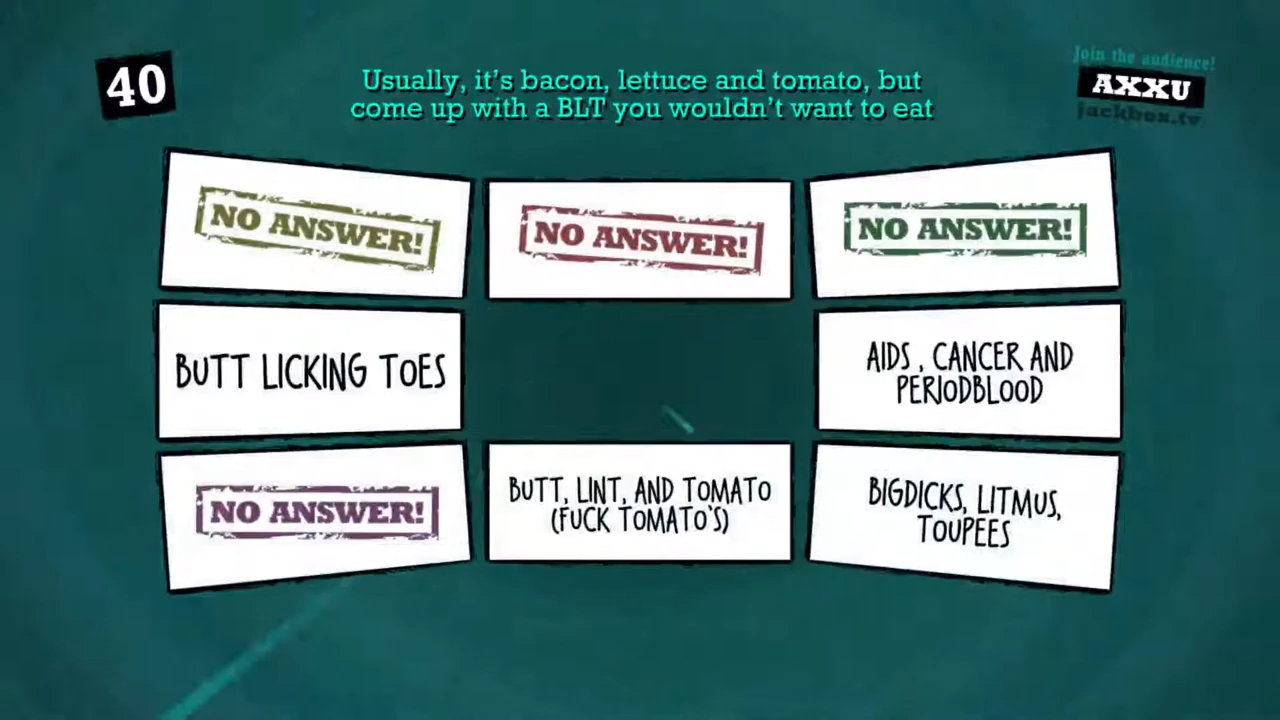 40
Usually, it's bacon, lettuce and tomato, but
come up with a BLT you wouldn't want to eat
Join the audience!
AXXU
jackbox.tv
NO ANSWER!
NO ANSWER!
NO ANSWER!
BUTT LICKING TOES
AIDS , CANCER AND
PERIODBLOOD
NO ANSWER!
BUTT, LINT, AND TOMATO
(FUCK TOMATO'S)
BIGDICKS, LITMUS,
TOUPEES